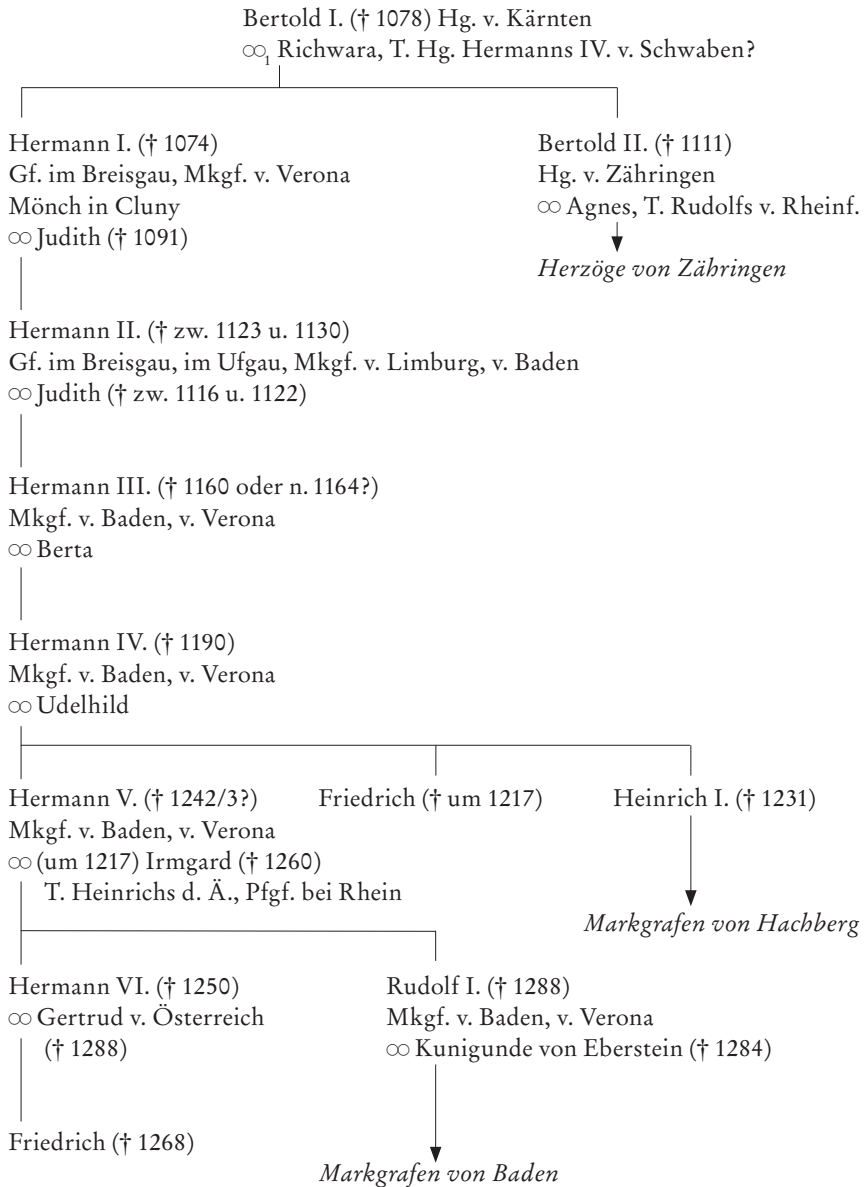 Bertold I. († 1078) Hg. v. Kärnten
∞₁ Richwara, T. Hg. Hermanns IV. v. Schwaben?
Hermann I. († 1074)
Gf. im Breisgau, Mkgf. v. Verona
Mönch in Cluny
∞ Judith († 1091)
Bertold II. († 1111)
Hg. v. Zähringen
∞ Agnes, T. Rudolfs v. Rheinf.
Herzöge von Zähringen
Hermann II. († zw. 1123 u. 1130)
Gf. im Breisgau, im Ufgau, Mkgf. v. Limburg, v. Baden
∞ Judith († zw. 1116 u. 1122)
Hermann III. († 1160 oder n. 1164?)
Mkgf. v. Baden, v. Verona
∞ Berta
Hermann IV. († 1190)
Mkgf. v. Baden, v. Verona
∞ Udelhild
Hermann V. († 1242/3?)
Mkgf. v. Baden, v. Verona
∞ (um 1217) Irmgard († 1260)
T. Heinrichs d. Ä., Pfgf. bei Rhein
Friedrich († um 1217)
Heinrich I. († 1231)
Markgrafen von Hachberg
Hermann VI. († 1250)
∞ Gertrud v. Österreich
(† 1288)
Rudolf I. († 1288)
Mkgf. v. Baden, v. Verona
∞ Kunigunde von Eberstein († 1284)
Friedrich († 1268)
Markgrafen von Baden